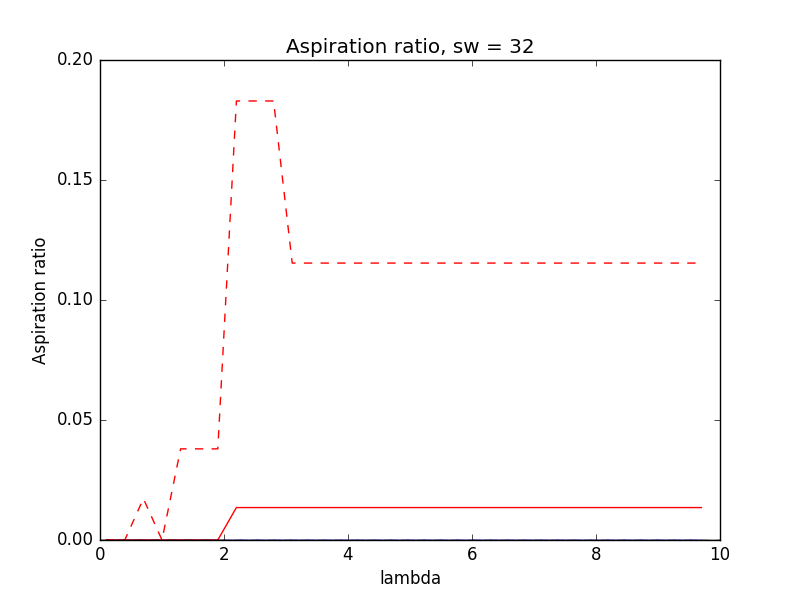 Aspiration ratio, sw = 32
0.20
0.15
0.10
0.05
0.00
Aspiration ratio
0 2 4 6 8 10
lambda